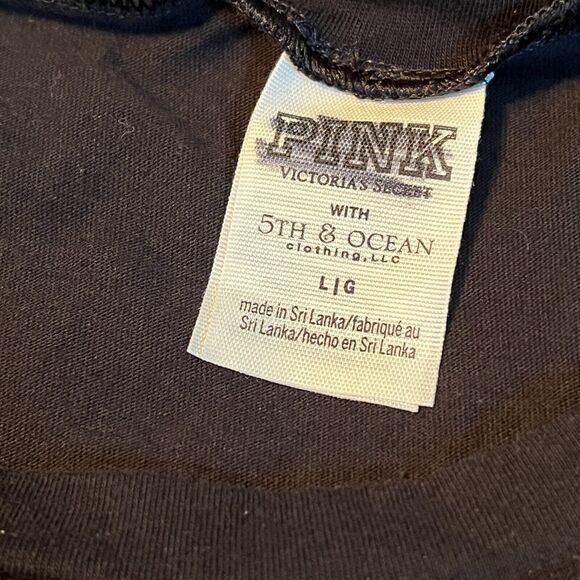 PINK
VICTORIA'S SECRET
WITH
5TH & OCEAN
clothing, LLC
L|G
made in Sri Lanka/fabriqué au
Sri Lanka/hecho en Sri Lanka